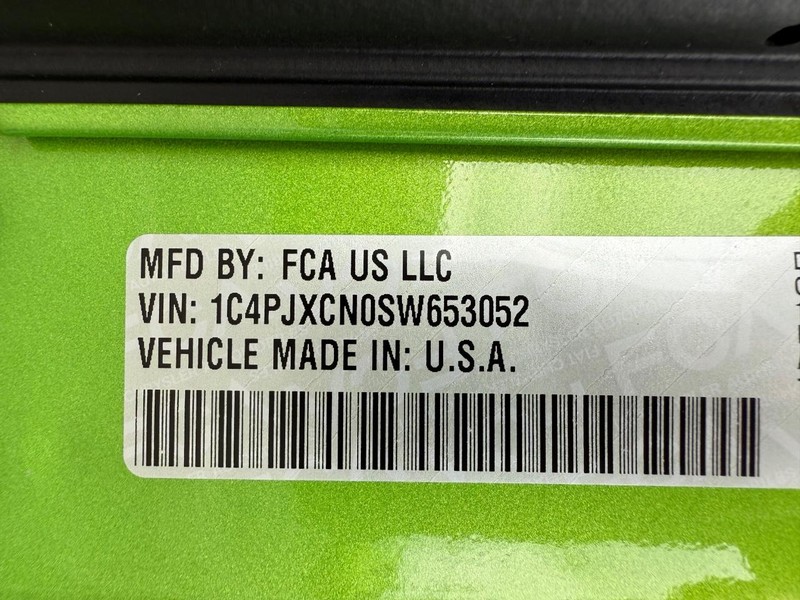 MFD BY: FCA US LLC
VIN: 1C4PJXCN0SW653052
VEHICLE MADE IN: U.S.A.